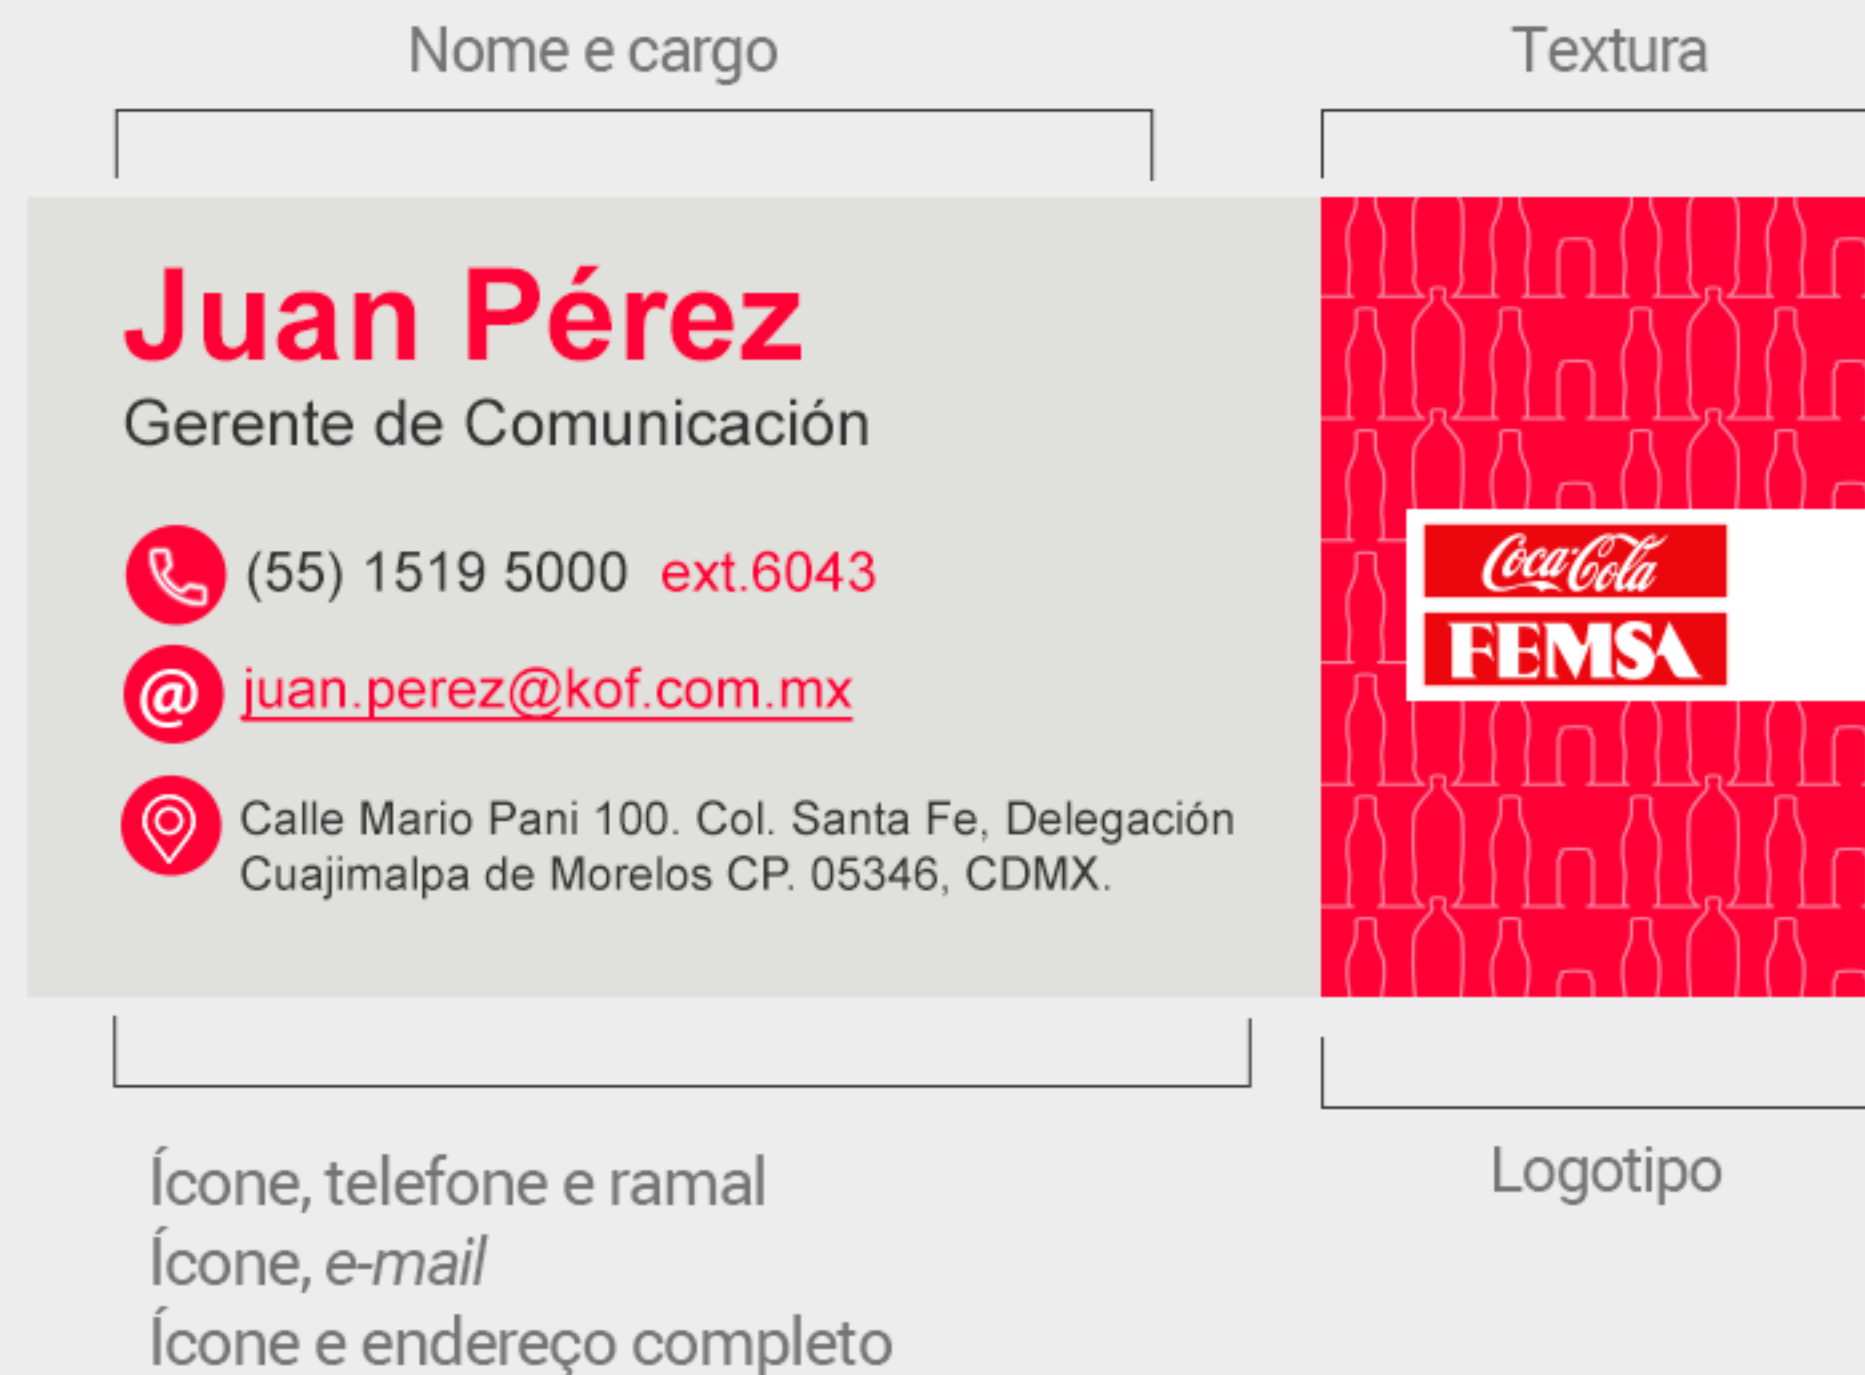 Nome e cargo
Textura
Juan Pérez
Gerente de Comunicación
(55) 1519 5000 ext.6043
@ juan.perez@kof.com.mx
Calle Mario Pani 100. Col. Santa Fe, Delegación
Cuajimalpa de Morelos CP. 05346, CDMX.
Coca-Cola
FEMSA
Ícone, telefone e ramal
Ícone, e-mail
Ícone e endereço completo
Logotipo